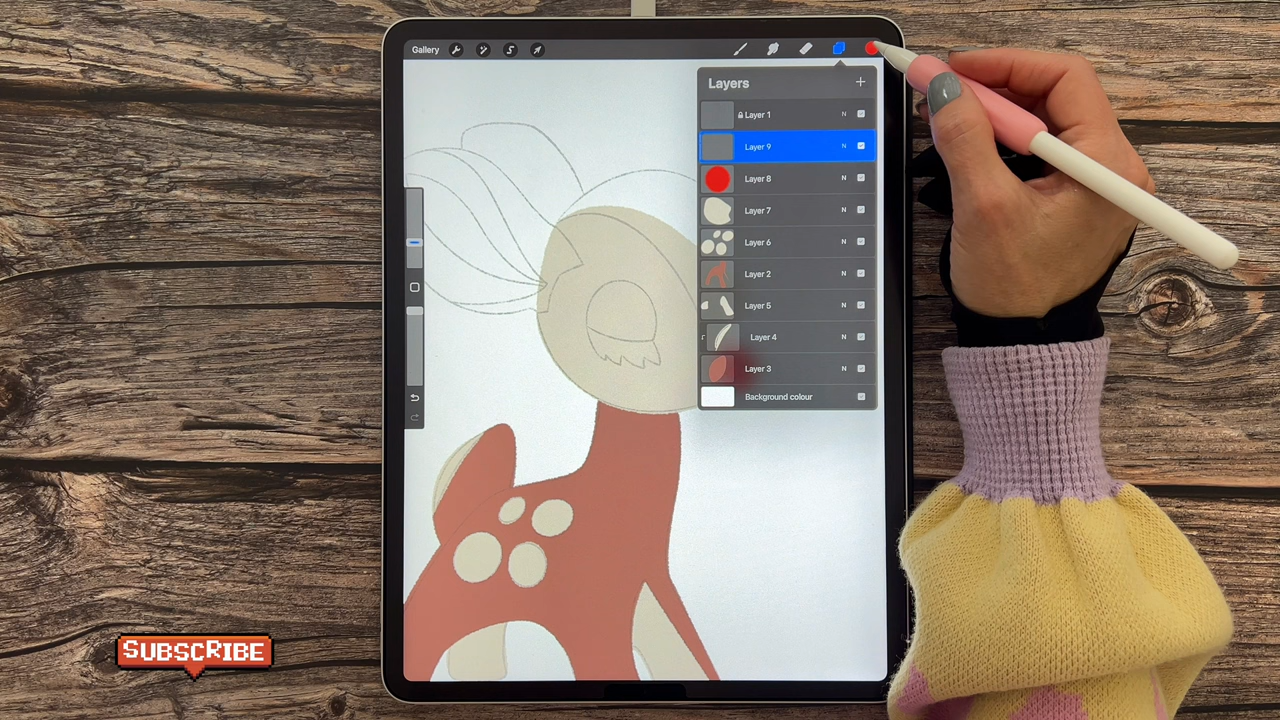 Gallery
Layers
Layer 1
N
Layer 9
N
Layer 8
N
Layer 7
N
Layer 6
N
Layer 2
N
Layer 5
N
Layer 4
N
Layer 3
N
Background colour
SUBSCRIBE